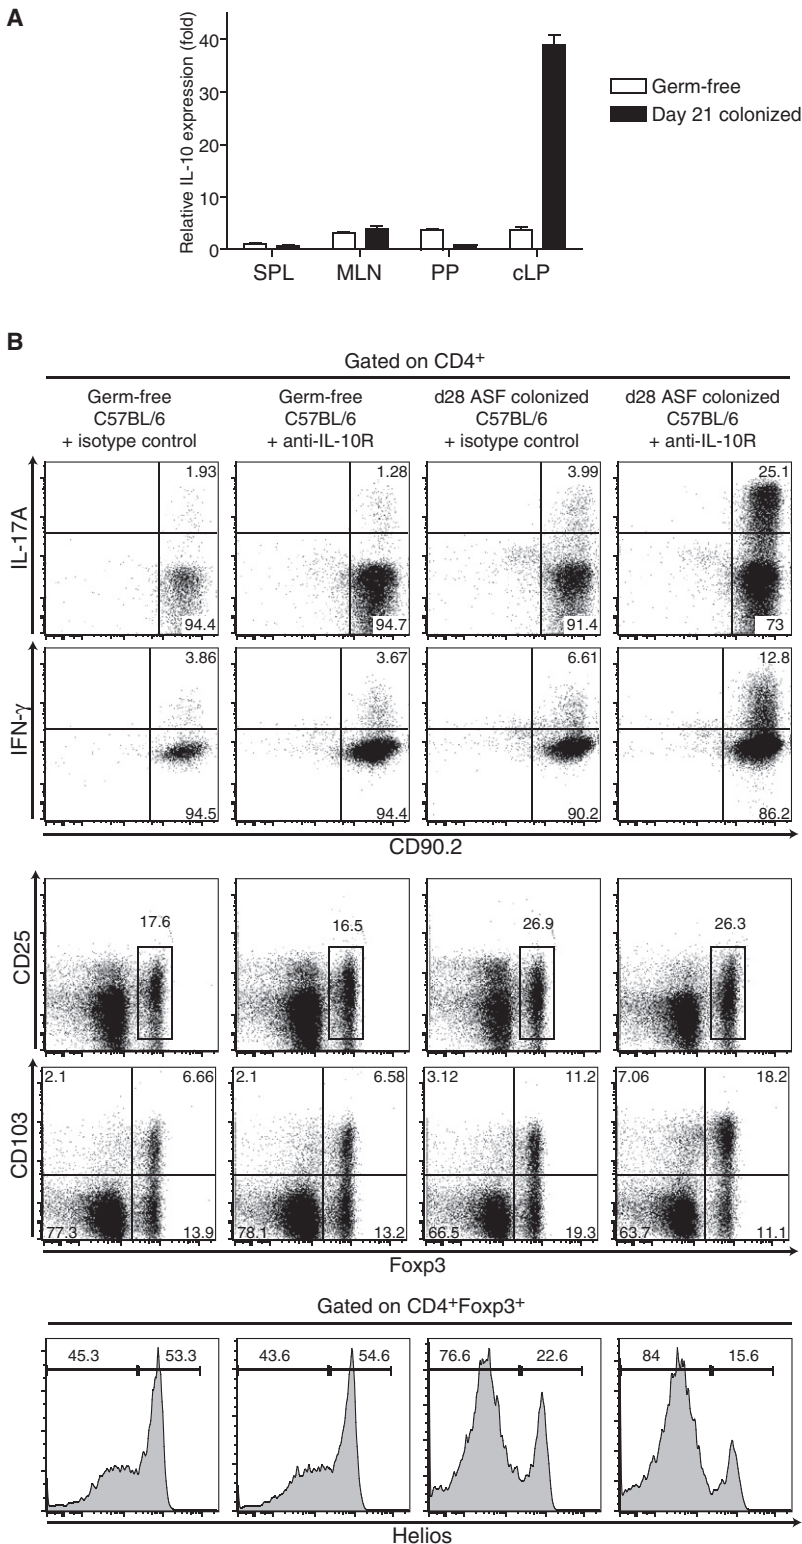 A
Relative IL-10 expression (fold)
40
30
20
10
0
SPL MLN PP cLP
Germ-free
Day 21 colonized
B
Gated on CD4+
Germ-free
C57BL/6
+ isotype control
Germ-free
C57BL/6
+ anti-IL-10R
d28 ASF colonized
C57BL/6
+ isotype control
d28 ASF colonized
C57BL/6
+ anti-IL-10R
IL-17A
1.93 1.28 3.99 25.1
94.4 94.7 91.4 73
IFN-γ
3.86 3.67 6.61 12.8
94.5 94.4 90.2 86.2
CD90.2
CD25
17.6 16.5 26.9 26.3
CD103
2.1 6.66 2.1 6.58 3.12 11.2 7.06 18.2
77.3 13.9 78.1 13.2 66.5 19.3 63.7 11.1
Foxp3
Gated on CD4+Foxp3+
45.3 53.3 43.6 54.6 76.6 22.6 84 15.6
Helios